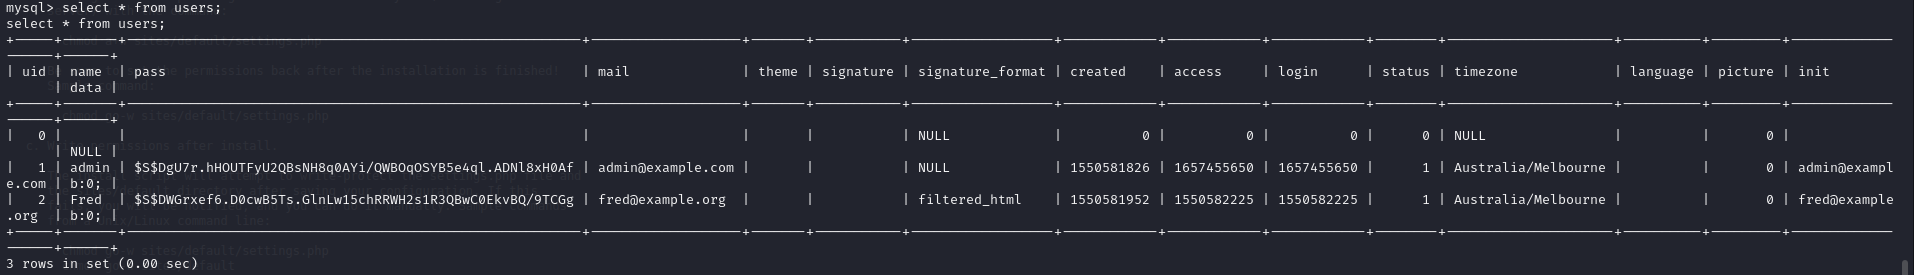 mysql> select * from users;
select * from users;
+-----+-------+---------------------------------------------------------+-------------------+-------+-----------+------------------+------------+------------+------------+--------+---------------------+----------+---------+-------------
------+------+
| uid | name  | pass                                                    | mail              | theme | signature | signature_format | created    | access     | login      | status | timezone            | language | picture | init
      | data |
+-----+-------+---------------------------------------------------------+-------------------+-------+-----------+------------------+------------+------------+------------+--------+---------------------+----------+---------+-------------
------+------+
|   0 |       |                                                         |                   |       |           | NULL             |          0 |          0 |          0 |      0 | NULL                |          |       0 |
      | NULL |
|   1 | admin | $S$DgU7r.hHOUTFyU2QBsNH8q0AYi/QWBOqOSYB5e4ql.ADNl8xH0Af | admin@example.com |       |           | NULL             | 1550581826 | 1657455650 | 1657455650 |      1 | Australia/Melbourne |          |       0 | admin@exampl
e.com | b:0; |
|   2 | Fred  | $S$DWGrxef6.D0cwB5Ts.GlnLw15chRRWH2s1R3QBwC0EkvBQ/9TCGg | fred@example.org  |       |           | filtered_html    | 1550581952 | 1550582225 | 1550582225 |      1 | Australia/Melbourne |          |       0 | fred@example
.org  | b:0; |
+-----+-------+---------------------------------------------------------+-------------------+-------+-----------+------------------+------------+------------+------------+--------+---------------------+----------+---------+-------------
------+------+
3 rows in set (0.00 sec)